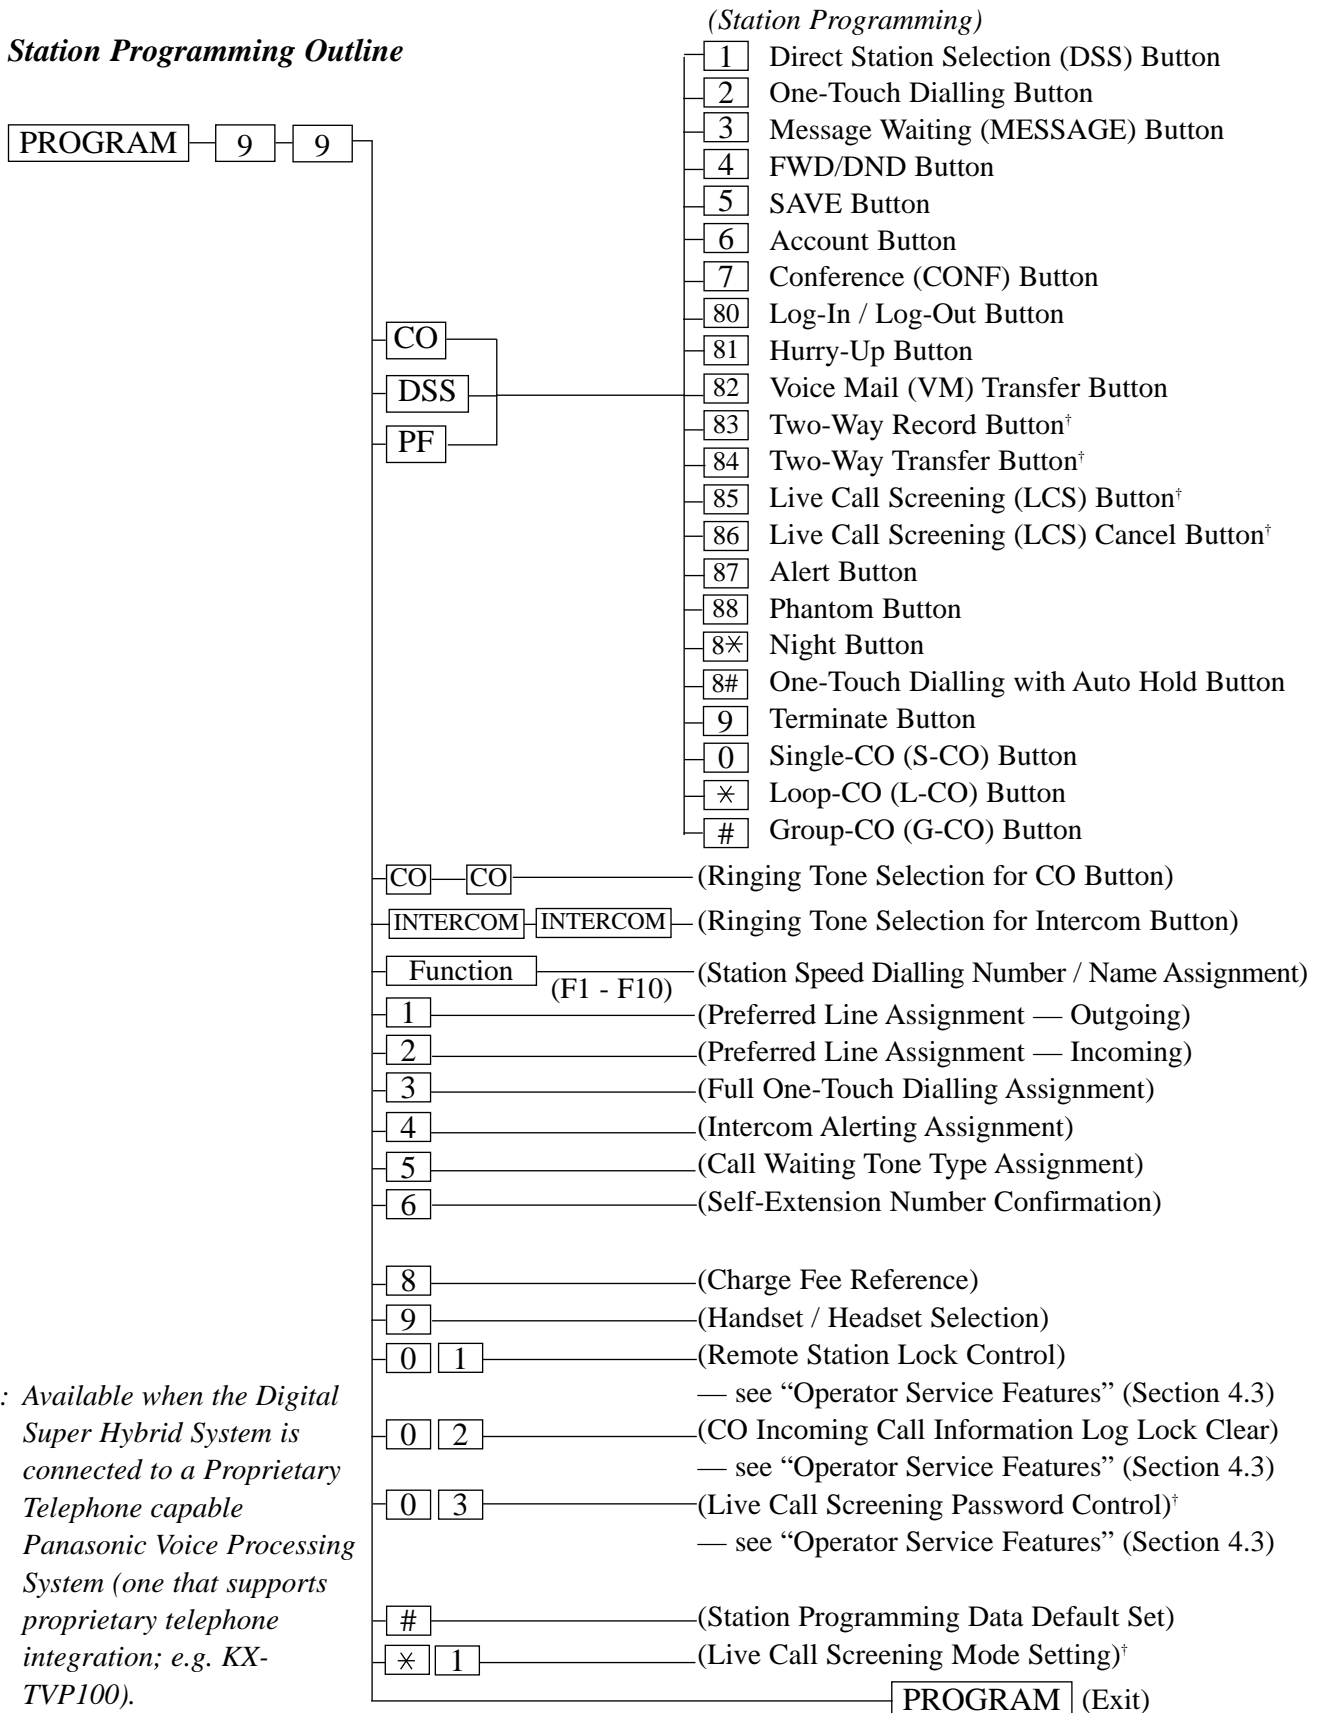 (Station Programming)
Station Programming Outline
PROGRAM 9 9
1 Direct Station Selection (DSS) Button
2 One-Touch Dialling Button
3 Message Waiting (MESSAGE) Button
4 FWD/DND Button
5 SAVE Button
6 Account Button
7 Conference (CONF) Button
80 Log-In / Log-Out Button
81 Hurry-Up Button
82 Voice Mail (VM) Transfer Button
83 Two-Way Record Button†
84 Two-Way Transfer Button†
85 Live Call Screening (LCS) Button†
86 Live Call Screening (LCS) Cancel Button†
87 Alert Button
88 Phantom Button
8* Night Button
8# One-Touch Dialling with Auto Hold Button
9 Terminate Button
0 Single-CO (S-CO) Button
* Loop-CO (L-CO) Button
# Group-CO (G-CO) Button
CO
DSS
PF
CO CO (Ringing Tone Selection for CO Button)
INTERCOM INTERCOM (Ringing Tone Selection for Intercom Button)
Function (F1 - F10) (Station Speed Dialling Number / Name Assignment)
1 (Preferred Line Assignment — Outgoing)
2 (Preferred Line Assignment — Incoming)
3 (Full One-Touch Dialling Assignment)
4 (Intercom Alerting Assignment)
5 (Call Waiting Tone Type Assignment)
6 (Self-Extension Number Confirmation)
8 (Charge Fee Reference)
9 (Handset / Headset Selection)
0 1 (Remote Station Lock Control)
— see “Operator Service Features” (Section 4.3)
0 2 (CO Incoming Call Information Log Lock Clear)
— see “Operator Service Features” (Section 4.3)
0 3 (Live Call Screening Password Control)†
— see “Operator Service Features” (Section 4.3)
# (Station Programming Data Default Set)
* 1 (Live Call Screening Mode Setting)†
PROGRAM (Exit)
: Available when the Digital
Super Hybrid System is
connected to a Proprietary
Telephone capable
Panasonic Voice Processing
System (one that supports
proprietary telephone
integration; e.g. KX-
TVP100).